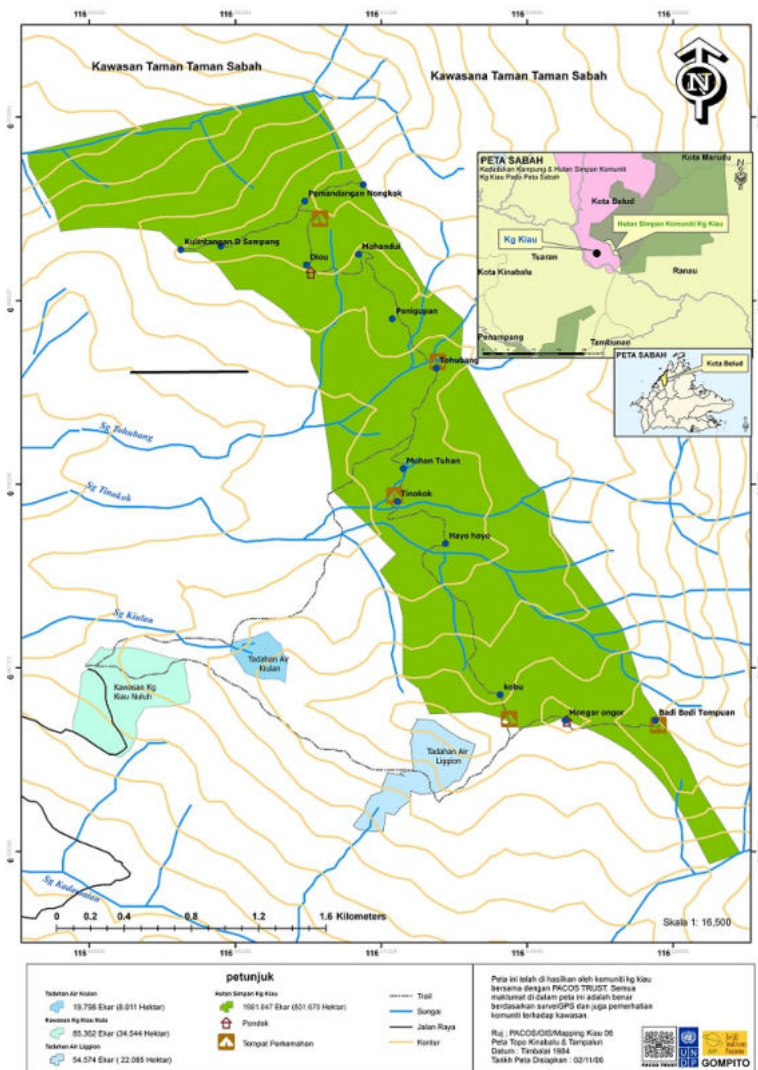 Kawasan Taman Taman Sabah
Kawasana Taman Taman Sabah
N
PETA SABAH
Kedudukan Kampung & Hutan Simpan Komuniti
Kg Kiau Pada Peta Sabah
Kota Marudu
Kota Belud
Hutan Simpan Komuniti Kg Kiau
Kg Kiau
Tuaran
Kota Kinabalu
Ranau
Penampang
Tambunan
PETA SABAH
Kota Belud
Pemandangan Nongkok
Kulintangan D Sampang
Diou
Mahandui
Ponigupan
Tohubang
Sg Tohubang
Muhan Tuhan
Sg Tinokok
Tinokok
Hayo hayo
Sg Kiulan
Tadahan Air
Kiulan
Kawasan Kg
Kiau Nuluh
kobu
Mongor ongor
Badi Badi Tompuan
Tadahan Air
Liggion
0 0.2 0.4 0.8 1.2 1.6 Kilometers
Skala 1: 16,500
petunjuk
Tadahan Air Kiulan
19.796 Ekar (8.011 Hektar)
Kawasan Kg Kiau Nulu
85.362 Ekar (34.544 Hektar)
Tadahan Air Liggion
54.574 Ekar ( 22.085 Hektar)
Hutan Simpan Kg Kiau
Pondok
Tempat Perkemahan
Trail
Sungai
Jalan Raya
Kontur
Peta ini telah di hasilkan oleh komuniti kg kiau
bersama dengan PACOS TRUST. Semua
maklumat di dalam peta ini adalah benar
berdasarkan survei GPS dan juga pemerhatian
komuniti terhadap kawasan.
Ruj : PACOS/GIS/Mapping Kiau 06
Peta Topo Kinabalu & Tampaluri
Datum : Timbalai 1984
Tarikh Peta Disiapkan : 02/11/06
PACOS TRUST
UNDP
GOMPITO